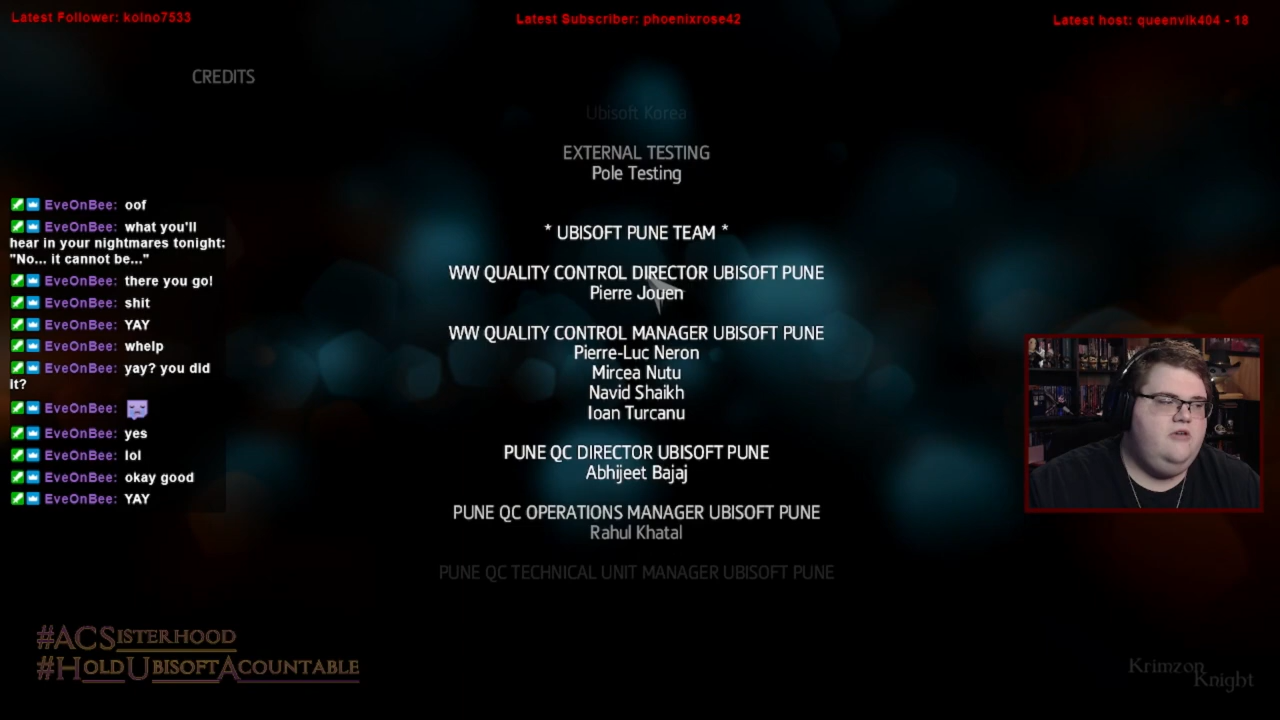 Latest Follower: kolno7533
Latest Subscriber: phoenixrose42
Latest host: queenvik404 - 18
CREDITS
Ubisoft Korea
EXTERNAL TESTING
Pole Testing
* UBISOFT PUNE TEAM *
WW QUALITY CONTROL DIRECTOR UBISOFT PUNE
Pierre Jouen
WW QUALITY CONTROL MANAGER UBISOFT PUNE
Pierre-Luc Neron
Mircea Nutu
Navid Shaikh
Ioan Turcanu
PUNE QC DIRECTOR UBISOFT PUNE
Abhijeet Bajaj
PUNE QC OPERATIONS MANAGER UBISOFT PUNE
Rahul Khatal
PUNE QC TECHNICAL UNIT MANAGER UBISOFT PUNE
EveOnBee: oof
EveOnBee: what you'll
hear in your nightmares tonight:
"No... it cannot be..."
EveOnBee: there you go!
EveOnBee: shit
EveOnBee: YAY
EveOnBee: whelp
EveOnBee: yay? you did
it?
EveOnBee:
EveOnBee: yes
EveOnBee: lol
EveOnBee: okay good
EveOnBee: YAY
#ACSISTERHOOD
#HOLDUBISOFTACOUNTABLE
Krimzon
Knight